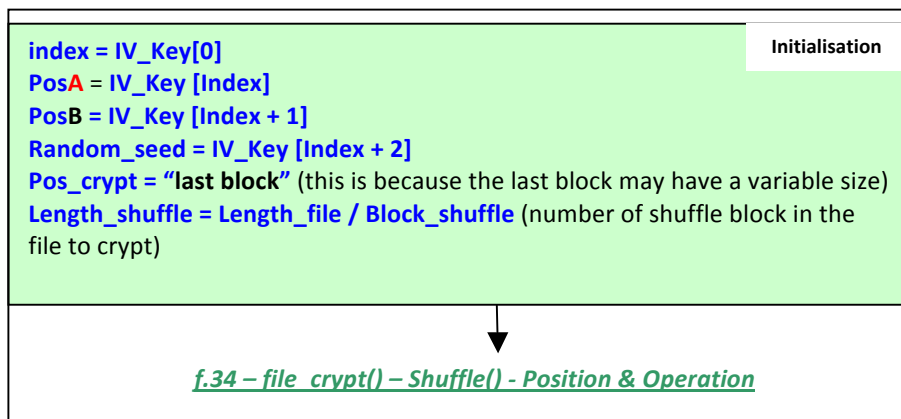 Initialisation
index = IV_Key[0]
PosA = IV_Key [Index]
PosB = IV_Key [Index + 1]
Random_seed = IV_Key [Index + 2]
Pos_crypt = “last block” (this is because the last block may have a variable size)
Length_shuffle = Length_file / Block_shuffle (number of shuffle block in the
file to crypt)
f.34 – file_crypt() – Shuffle() - Position & Operation